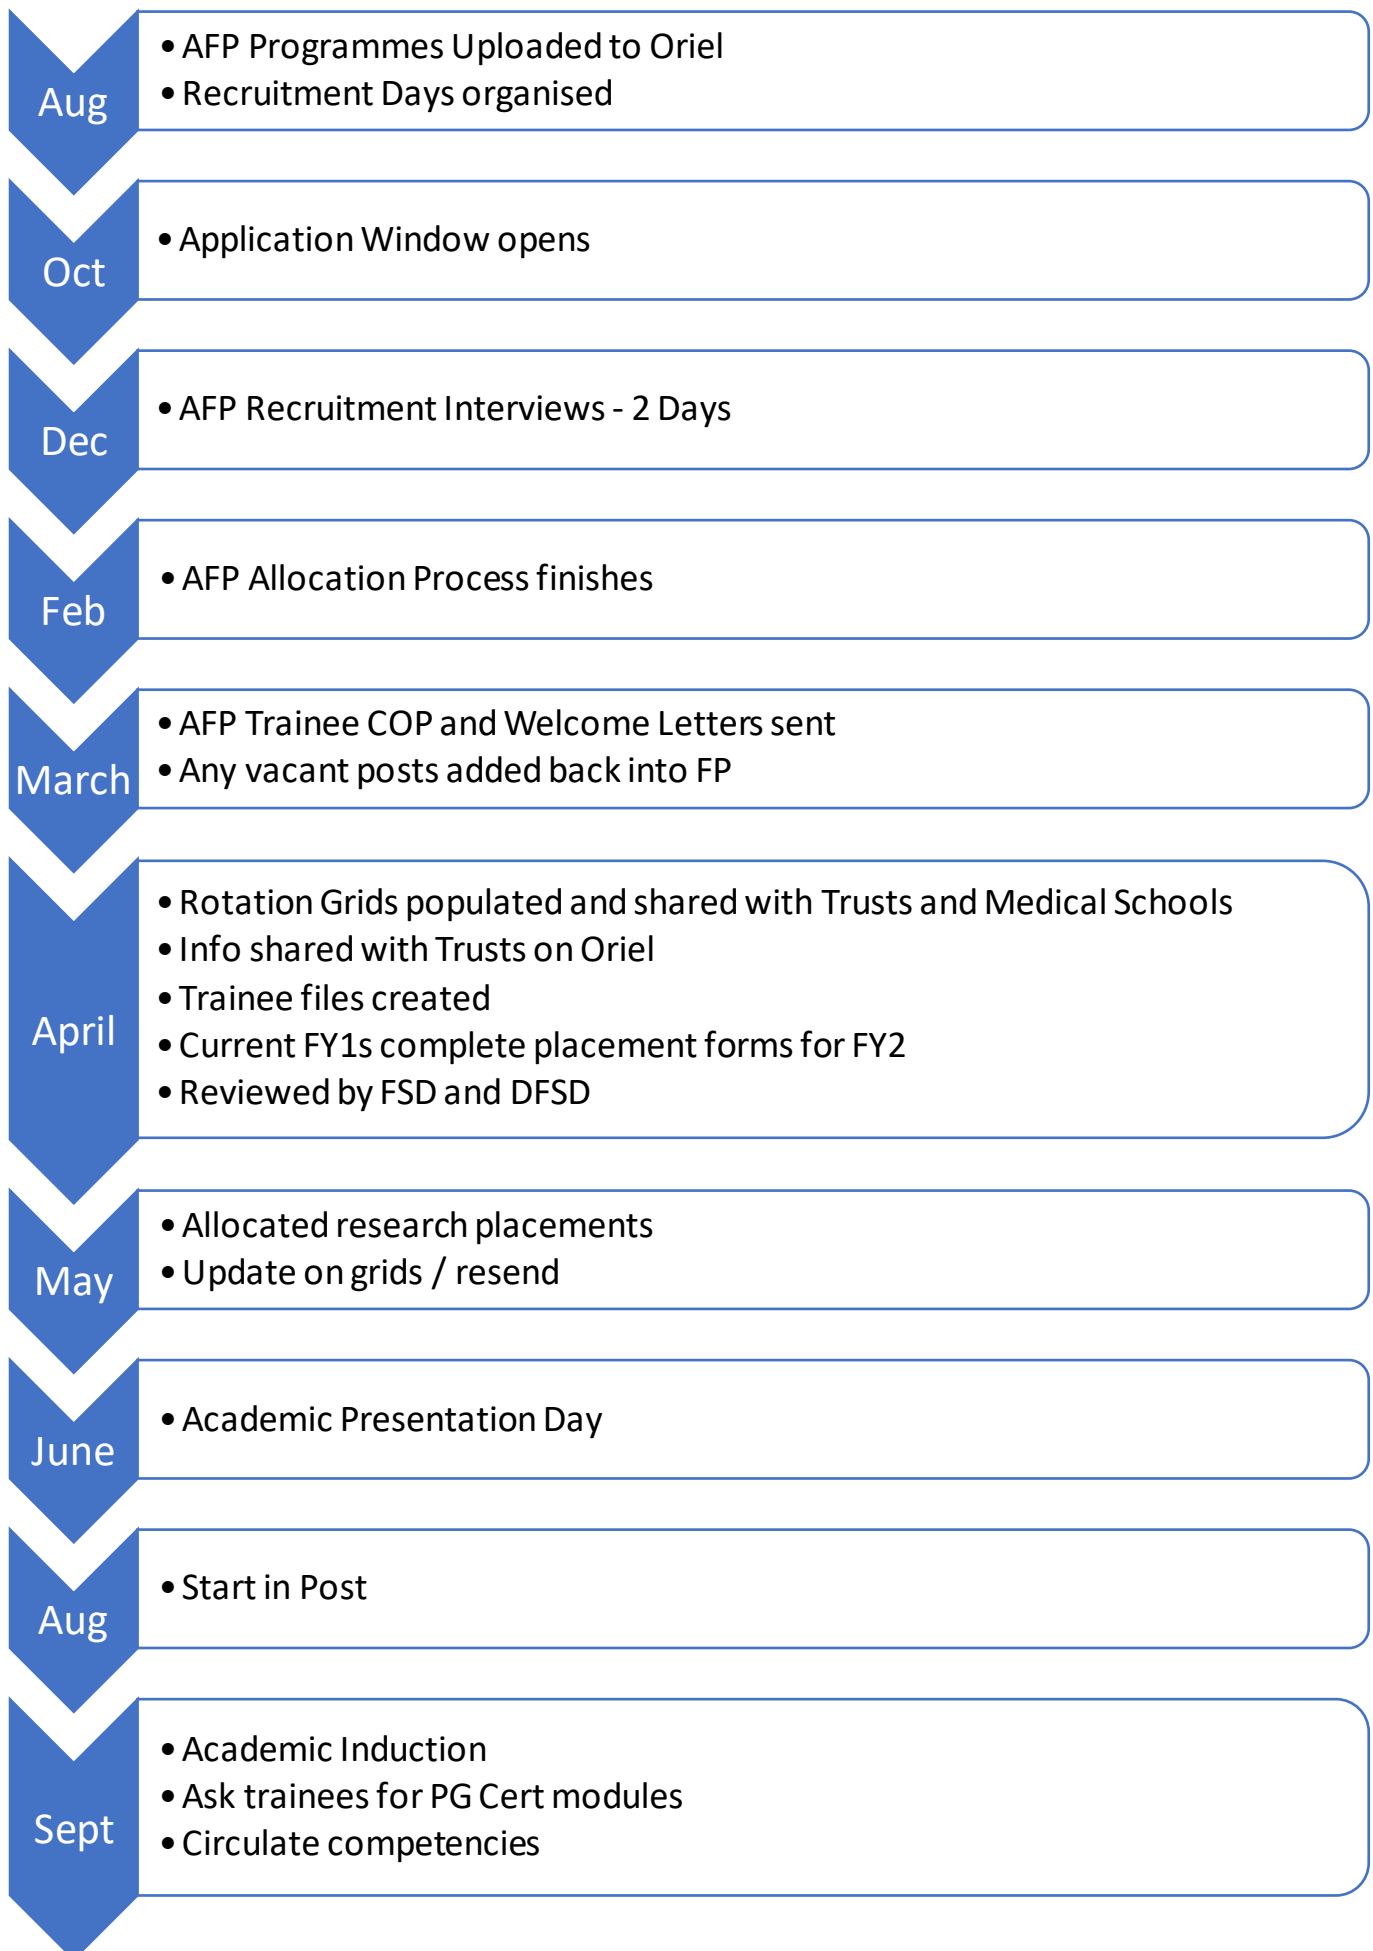 Aug
• AFP Programmes Uploaded to Oriel
• Recruitment Days organised
Oct
• Application Window opens
Dec
• AFP Recruitment Interviews - 2 Days
Feb
• AFP Allocation Process finishes
March
• AFP Trainee COP and Welcome Letters sent
• Any vacant posts added back into FP
April
• Rotation Grids populated and shared with Trusts and Medical Schools
• Info shared with Trusts on Oriel
• Trainee files created
• Current FY1s complete placement forms for FY2
• Reviewed by FSD and DFSD
May
• Allocated research placements
• Update on grids / resend
June
• Academic Presentation Day
Aug
• Start in Post
Sept
• Academic Induction
• Ask trainees for PG Cert modules
• Circulate competencies